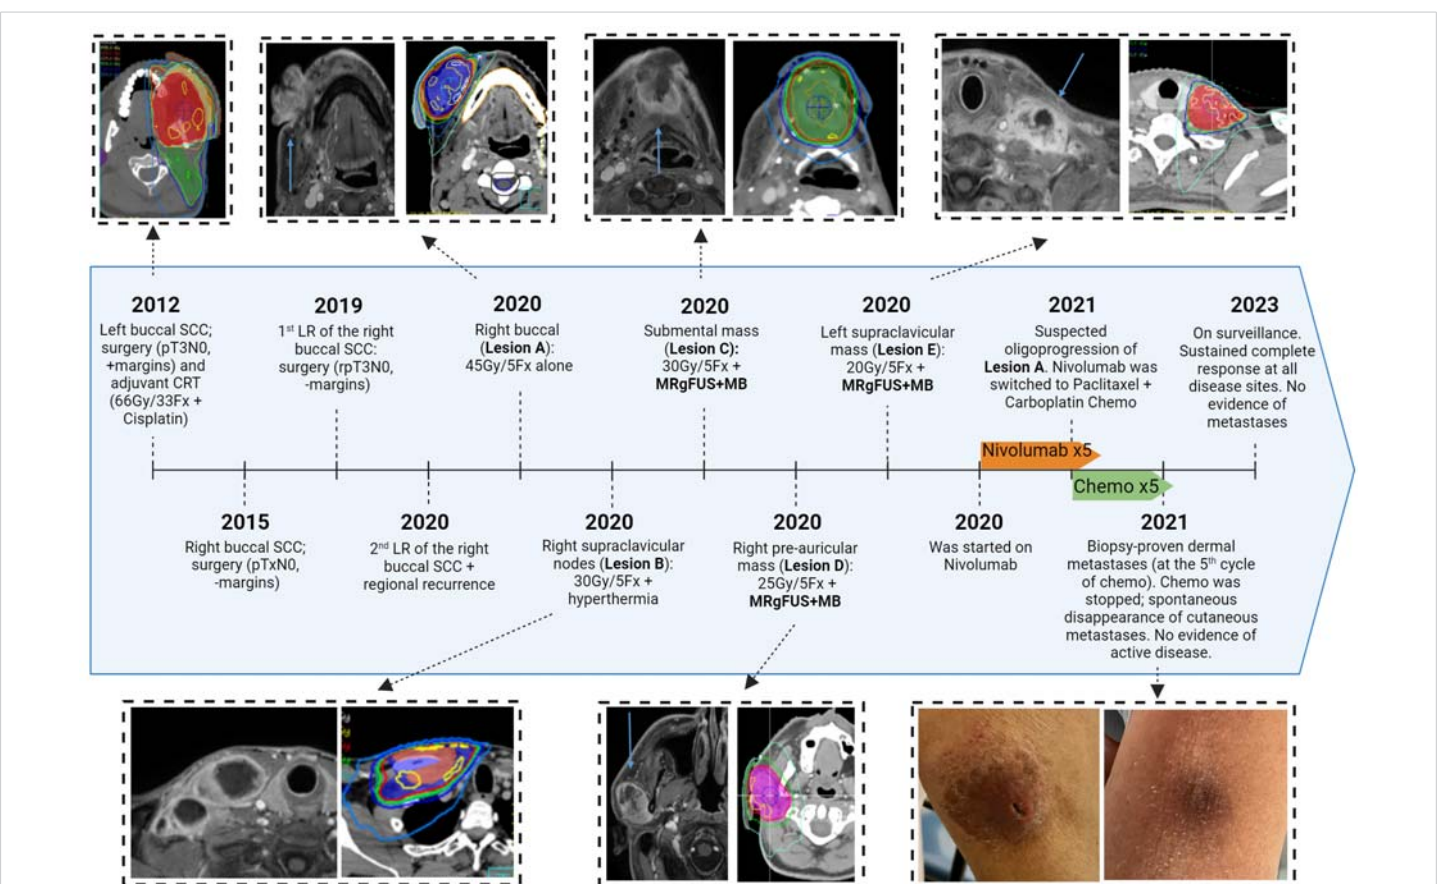 2012
Left buccal SCC;
surgery (pT3N0,
+margins) and
adjuvant CRT
(66Gy/33Fx +
Cisplatin)
2019
1st LR of the right
buccal SCC:
surgery (rpT3N0,
-margins)
2020
Right buccal
(Lesion A):
45Gy/5Fx alone
2020
Submental mass
(Lesion C):
30Gy/5Fx +
MRgFUS+MB
2020
Left supraclavicular
mass (Lesion E):
20Gy/5Fx +
MRgFUS+MB
2021
Suspected
oligoprogression of
Lesion A. Nivolumab was
switched to Paclitaxel +
Carboplatin Chemo
2023
On surveillance.
Sustained complete
response at all
disease sites. No
evidence of
metastases
Nivolumab x5
Chemo x5
2015
Right buccal SCC;
surgery (pTxN0,
-margins)
2020
2nd LR of the right
buccal SCC +
regional recurrence
2020
Right supraclavicular
nodes (Lesion B):
30Gy/5Fx +
hyperthermia
2020
Right pre-auricular
mass (Lesion D):
25Gy/5Fx +
MRgFUS+MB
2020
Was started on
Nivolumab
2021
Biopsy-proven dermal
metastases (at the 5th cycle
of chemo). Chemo was
stopped; spontaneous
disappearance of cutaneous
metastases. No evidence of
active disease.